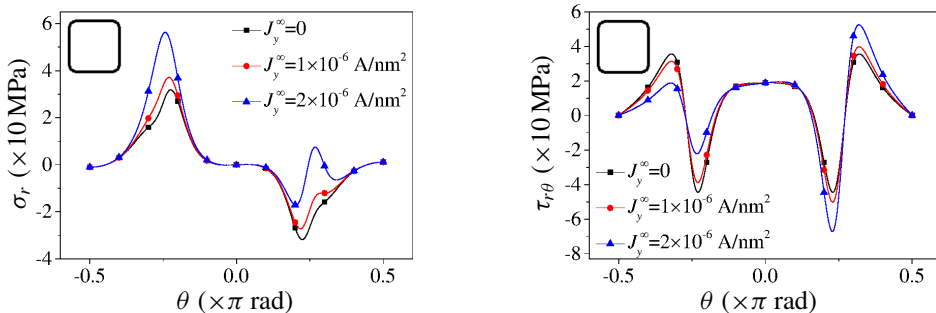 6
4
2
0
-2
-4
σr (×10 MPa)
Jy∞=0
Jy∞=1×10-6 A/nm2
Jy∞=2×10-6 A/nm2
-0.5
0.0
0.5
θ (×π rad)
6
4
2
0
-2
-4
-6
-8
τrθ (×10 MPa)
Jy∞=0
Jy∞=1×10-6 A/nm2
Jy∞=2×10-6 A/nm2
-0.5
0.0
0.5
θ (×π rad)